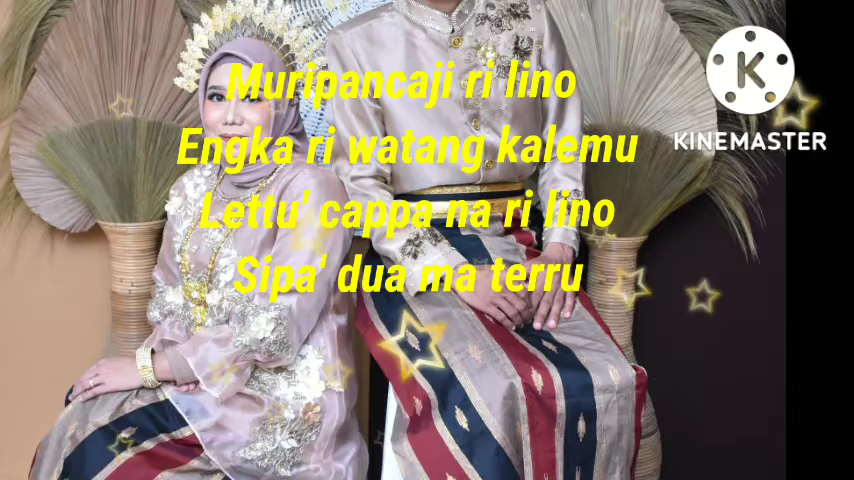 Muripancaji ri lino
Engka ri watang kalemu
Lettu' cappa na ri lino
Sipa' dua ma terru
K
KINEMASTER